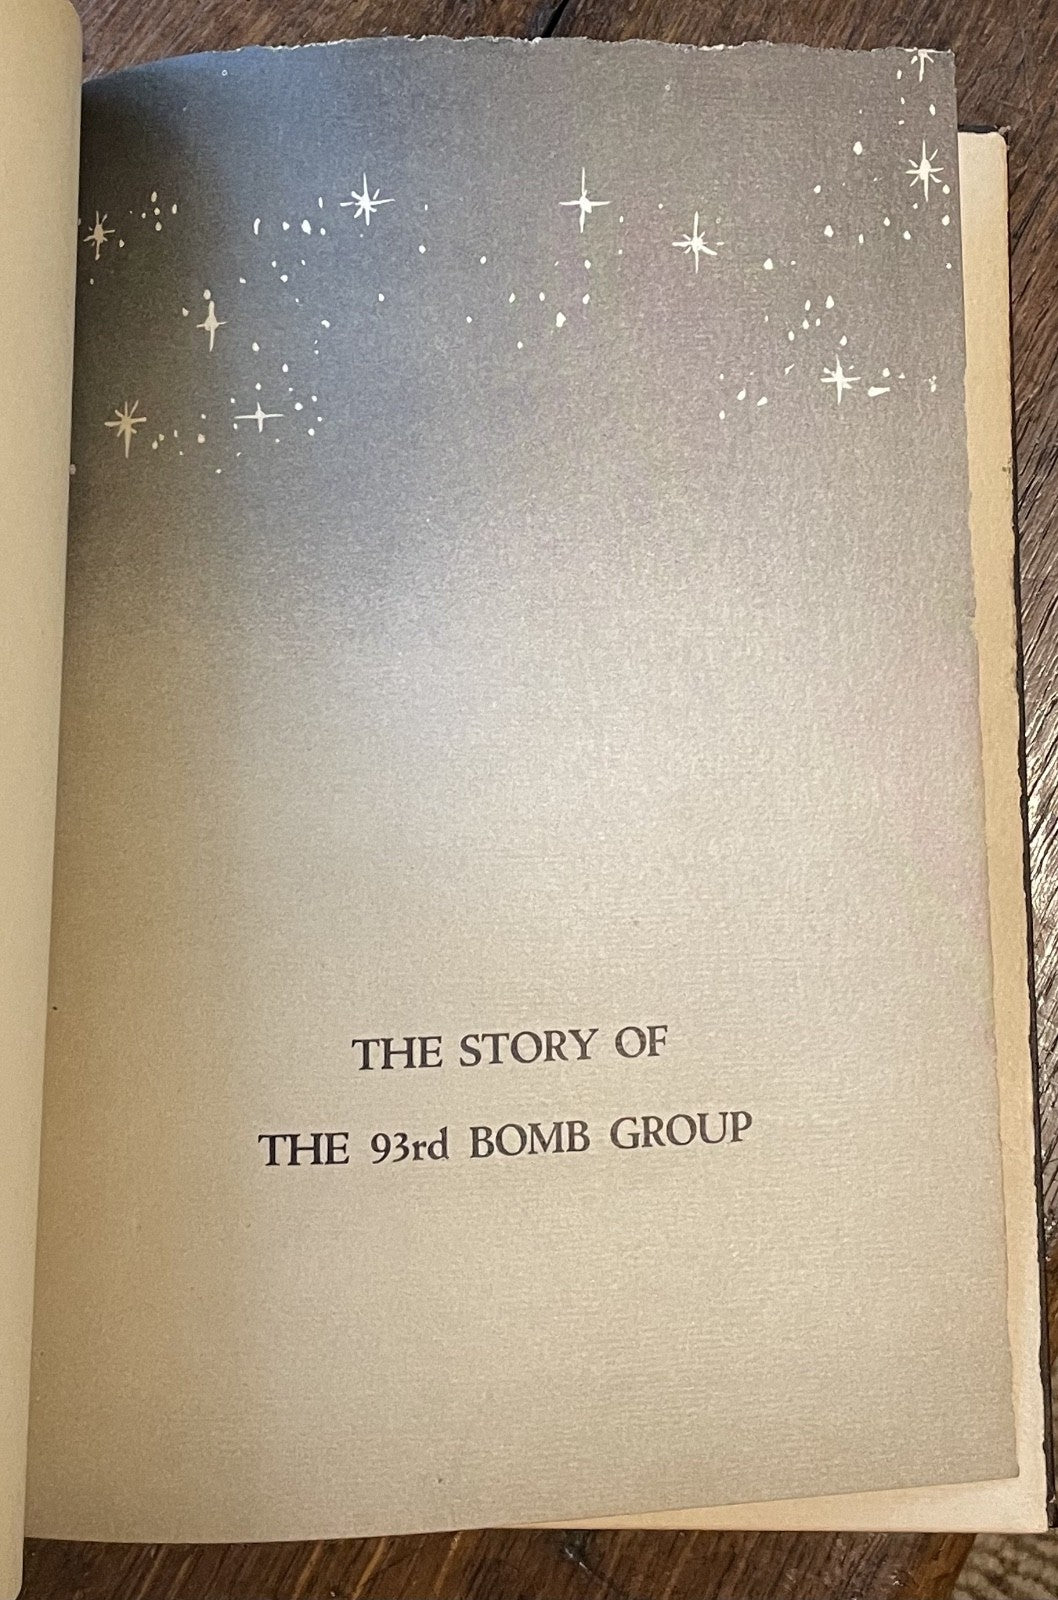 THE STORY OF
THE 93rd BOMB GROUP